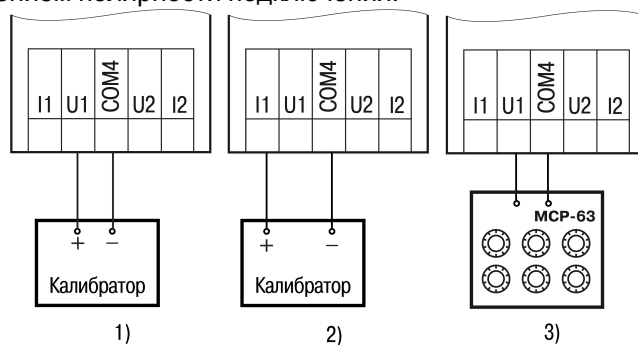 I1 U1 COM4 U2 I2
I1 U1 COM4 U2 I2
I1 U1 COM4 U2 I2
+ −
Калибратор
+ −
Калибратор
МСР-63
1)
2)
3)